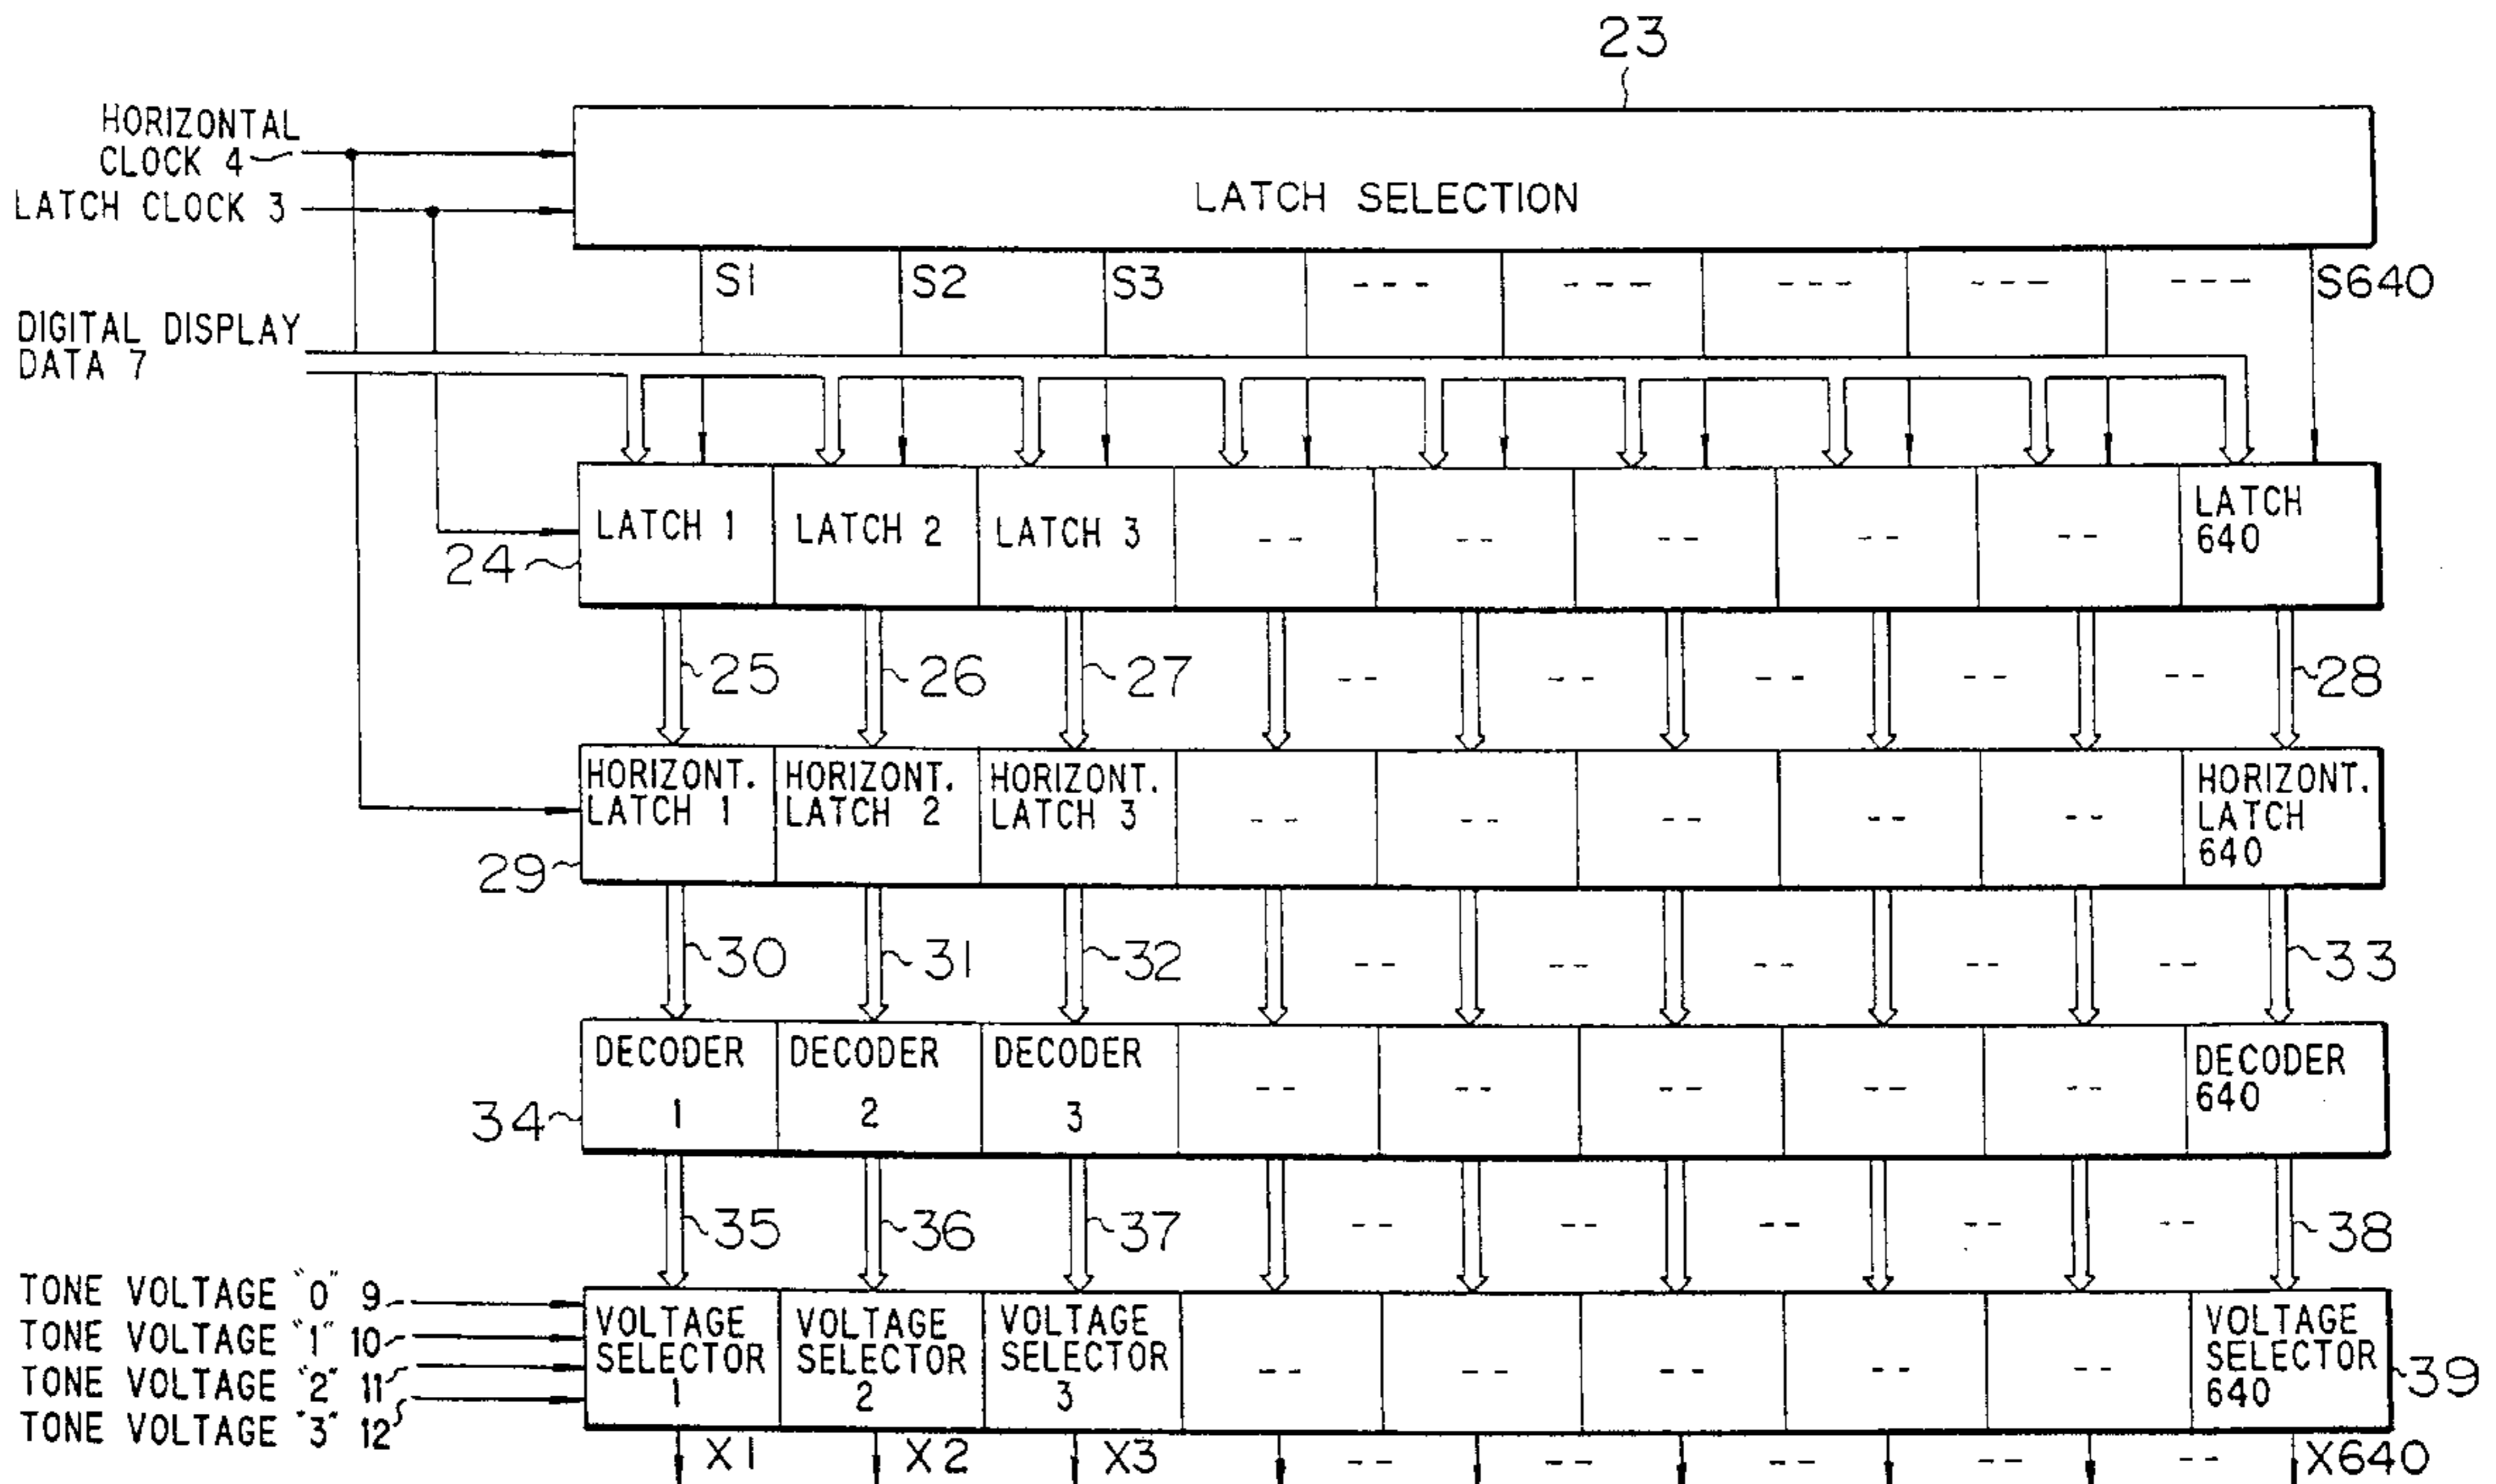 23
HORIZONTAL
CLOCK 4
LATCH CLOCK 3
LATCH SELECTION
S1 S2 S3 --- --- --- --- --- S640
DIGITAL DISPLAY
DATA 7
LATCH 1 LATCH 2 LATCH 3 -- -- -- -- -- LATCH
640
24
25 26 27 -- -- -- -- -- 28
HORIZONT. HORIZONT. HORIZONT. HORIZONT.
LATCH 1 LATCH 2 LATCH 3 -- -- -- -- -- LATCH
640
29
30 31 32 -- -- -- -- -- 33
DECODER DECODER DECODER -- -- -- -- -- DECODER
1 2 3 640
34
35 36 37 -- -- -- -- -- 38
TONE VOLTAGE "0" 9
TONE VOLTAGE "1" 10
TONE VOLTAGE "2" 11
TONE VOLTAGE "3" 12
VOLTAGE VOLTAGE VOLTAGE VOLTAGE
SELECTOR SELECTOR SELECTOR -- -- -- -- -- SELECTOR
1 2 3 640
39
X1 X2 X3 -- -- -- -- -- X640